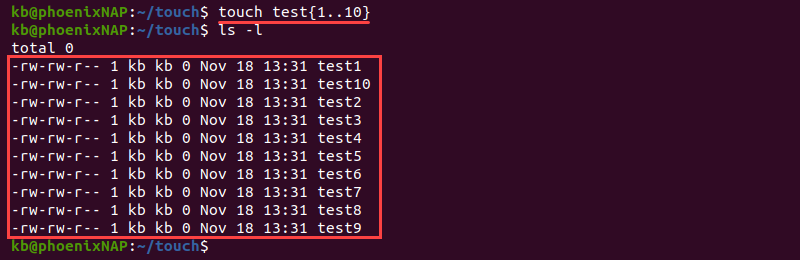 kb@phoenixNAP:~/touch$ touch test{1..10}
kb@phoenixNAP:~/touch$ ls -l
total 0
-rw-rw-r-- 1 kb kb 0 Nov 18 13:31 test1
-rw-rw-r-- 1 kb kb 0 Nov 18 13:31 test10
-rw-rw-r-- 1 kb kb 0 Nov 18 13:31 test2
-rw-rw-r-- 1 kb kb 0 Nov 18 13:31 test3
-rw-rw-r-- 1 kb kb 0 Nov 18 13:31 test4
-rw-rw-r-- 1 kb kb 0 Nov 18 13:31 test5
-rw-rw-r-- 1 kb kb 0 Nov 18 13:31 test6
-rw-rw-r-- 1 kb kb 0 Nov 18 13:31 test7
-rw-rw-r-- 1 kb kb 0 Nov 18 13:31 test8
-rw-rw-r-- 1 kb kb 0 Nov 18 13:31 test9
kb@phoenixNAP:~/touch$